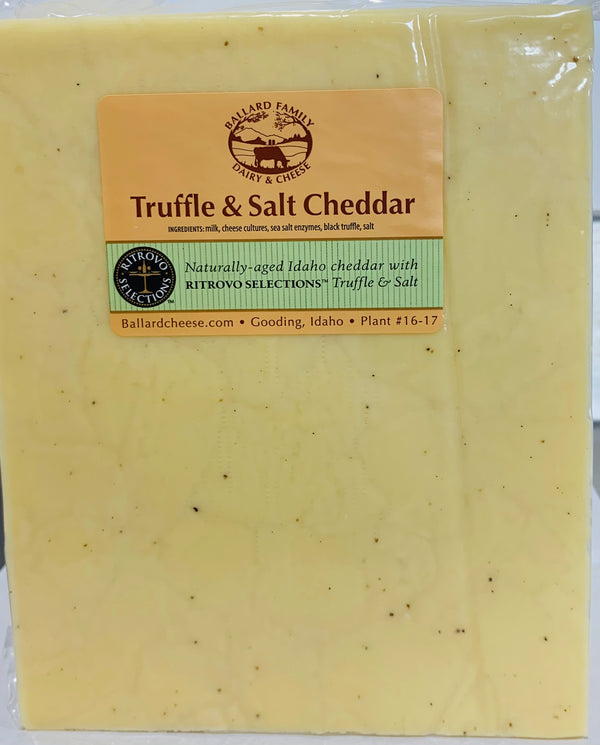 BALLARD FAMILY
DAIRY & CHEESE
Truffle & Salt Cheddar
INGREDIENTS: milk, cheese cultures, sea salt enzymes, black truffle, salt
RITROVO
SELECTIONS™
Naturally-aged Idaho cheddar with
RITROVO SELECTIONS™ Truffle & Salt
Ballardcheese.com • Gooding, Idaho • Plant #16-17